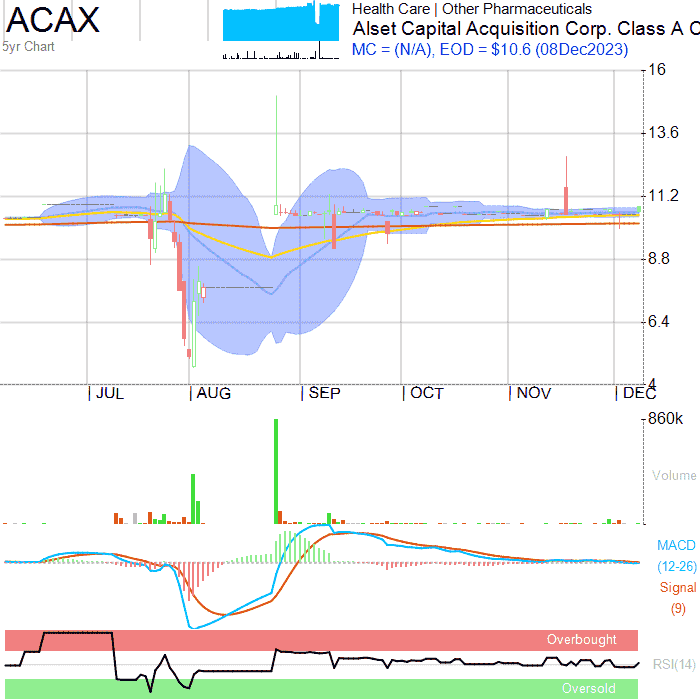 ACAX
5yr Chart
Health Care | Other Pharmaceuticals
Alset Capital Acquisition Corp. Class A C
MC = (N/A), EOD = $10.6 (08Dec2023)
16
13.6
11.2
8.8
6.4
4
JUL
AUG
SEP
OCT
NOV
DEC
860k
Volume
MACD
(12-26)
Signal
(9)
Overbought
RSI(14)
Oversold